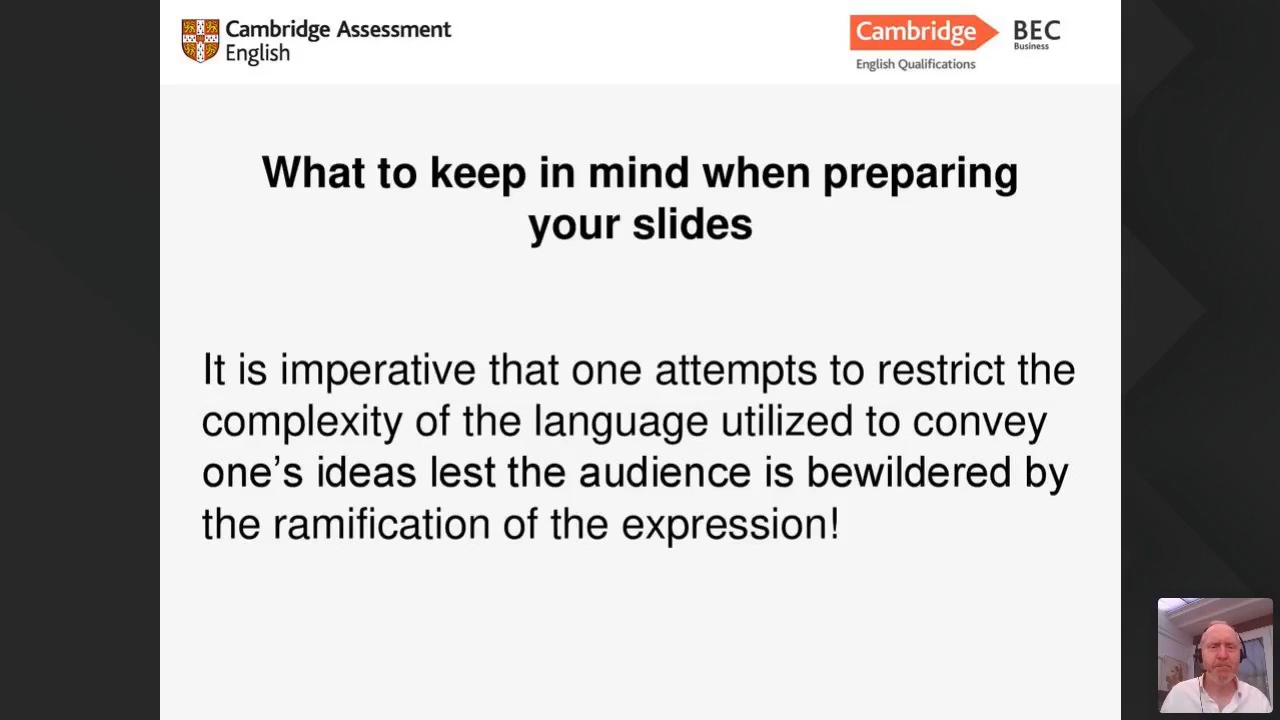 Cambridge Assessment
English
Cambridge
English Qualifications
BEC
Business
What to keep in mind when preparing
your slides
It is imperative that one attempts to restrict the
complexity of the language utilized to convey
one’s ideas lest the audience is bewildered by
the ramification of the expression!